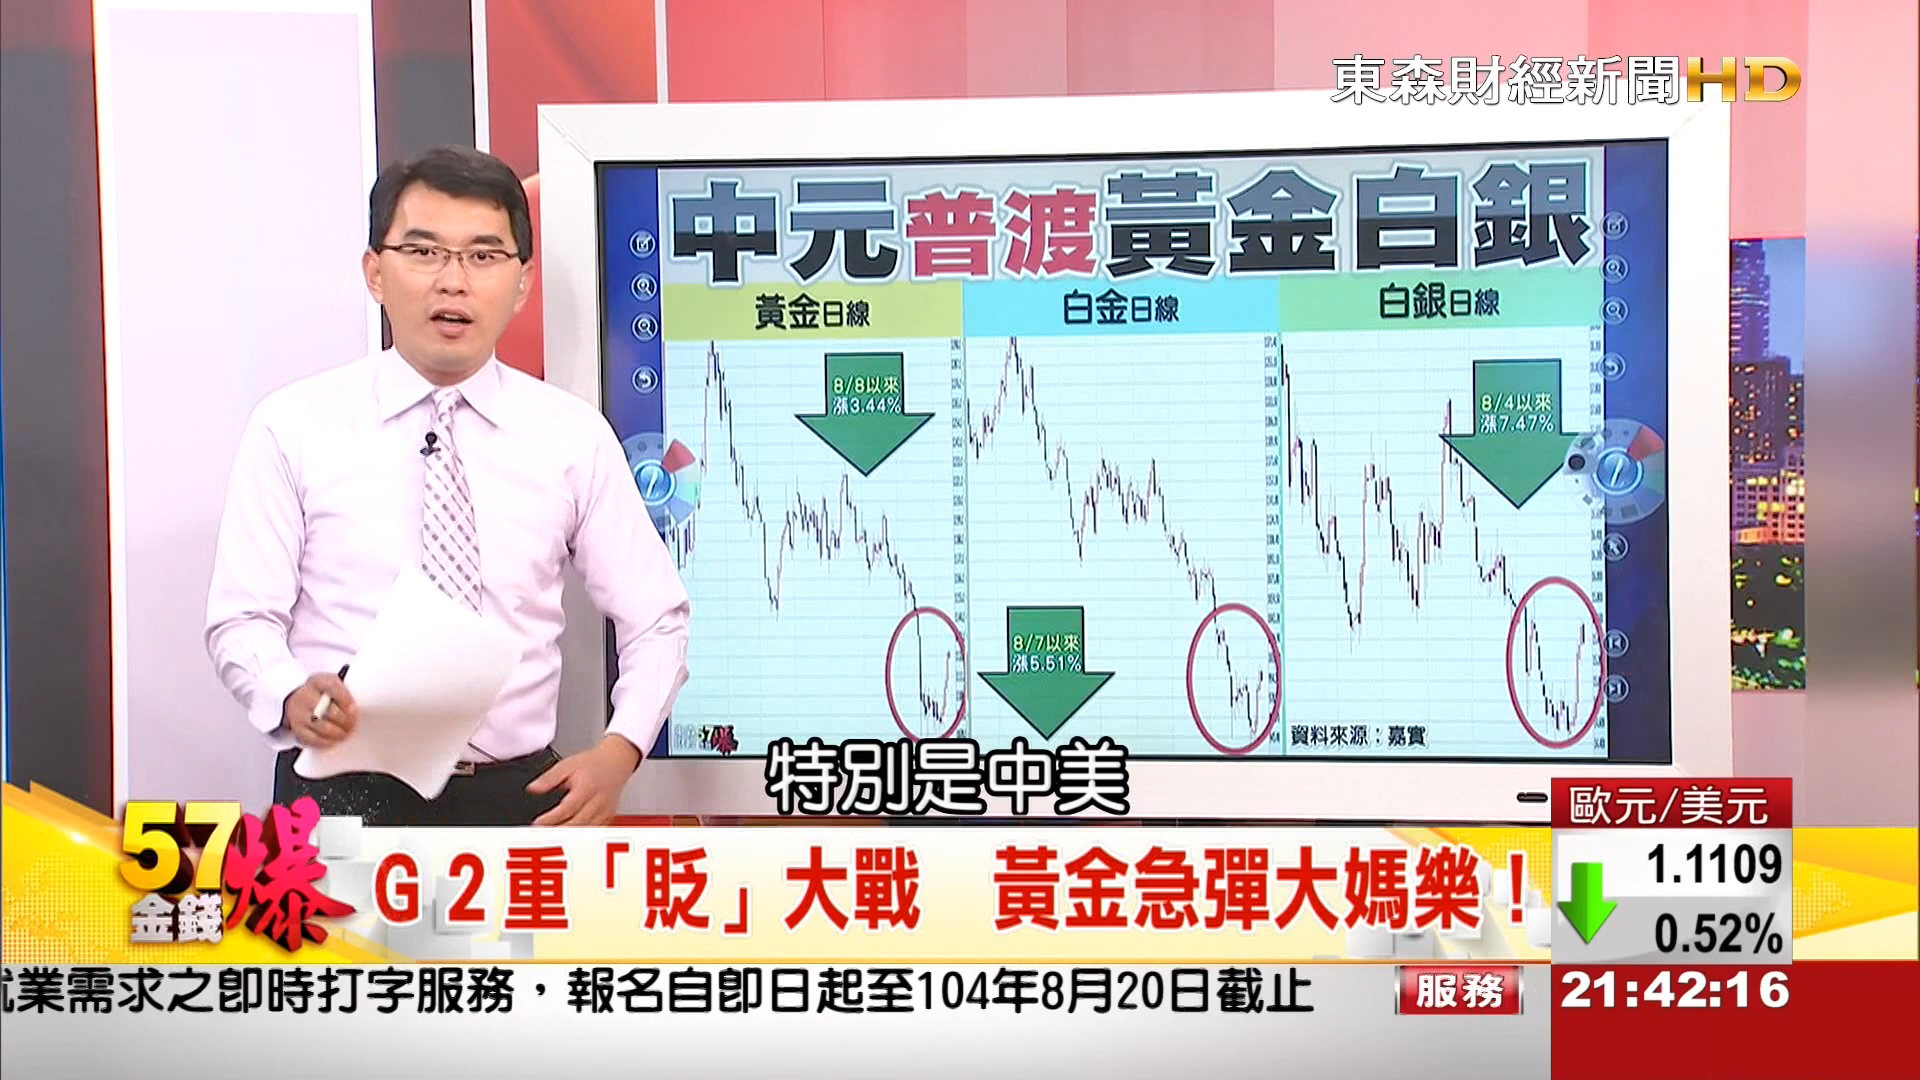 東森財經新聞HD
中元普渡黃金白銀
黃金日線
白金日線
白銀日線
8/8以來
漲3.44%
8/4以來
漲7.47%
8/7以來
漲5.51%
資料來源：嘉實
特別是中美
歐元/美元
1.1109
0.52%
57
金錢爆
G2重「貶」大戰 黃金急彈大媽樂！
就業需求之即時打字服務，報名自即日起至104年8月20日截止
服務
21:42:16